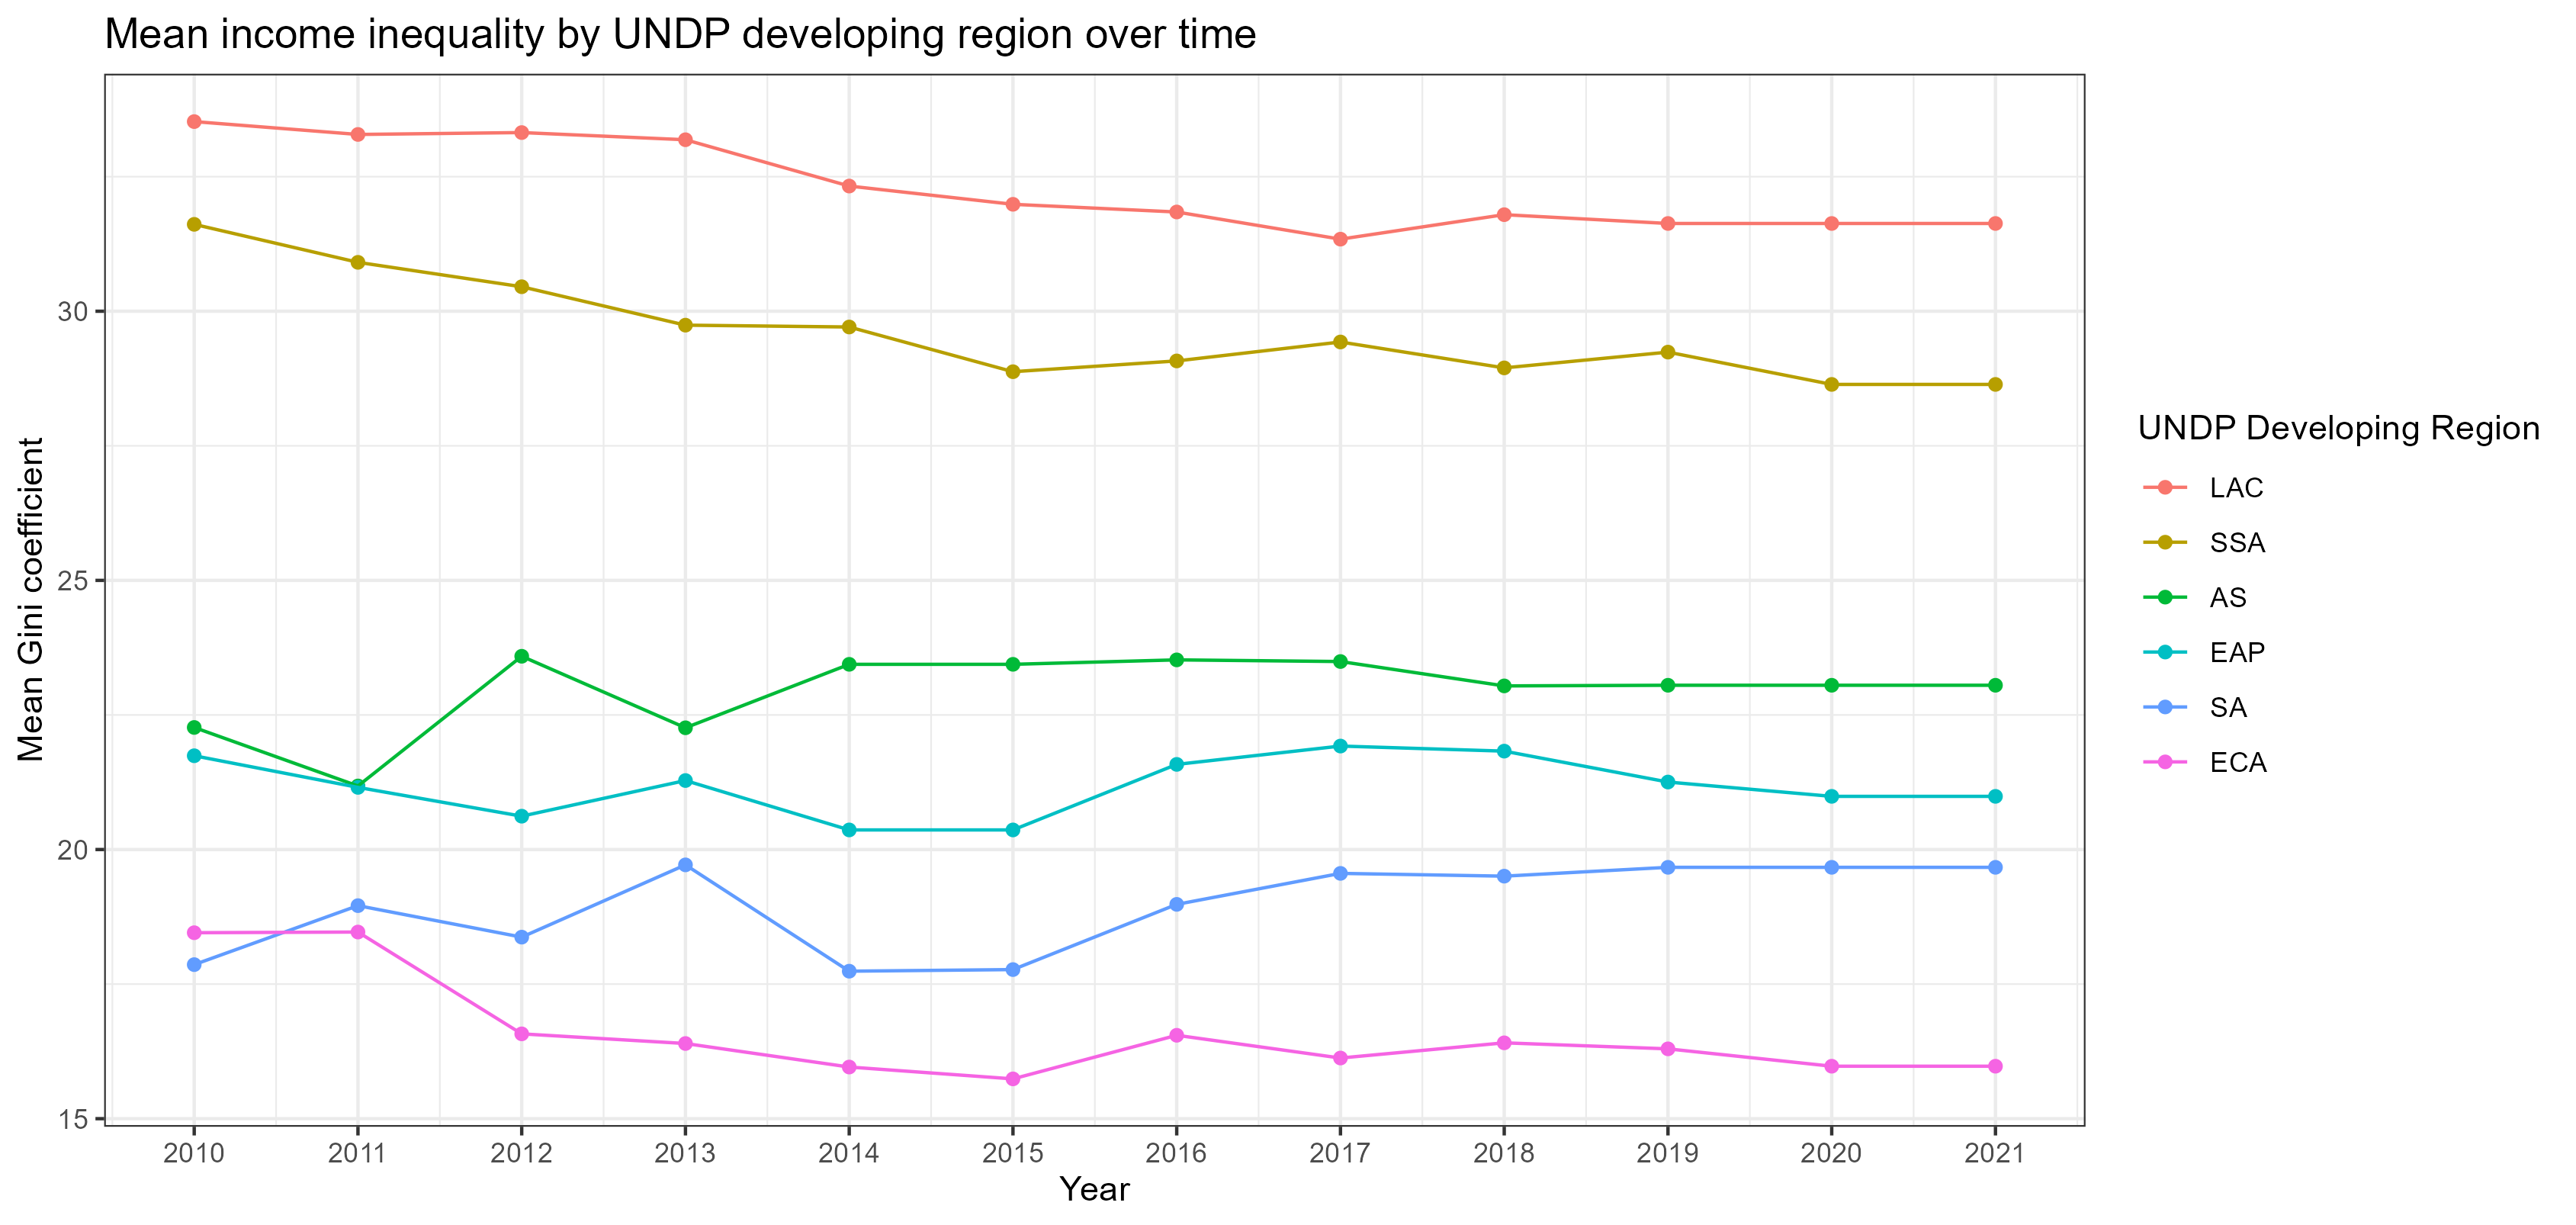 Mean income inequality by UNDP developing region over time
Mean Gini coefficient
30
25
20
15
2010 2011 2012 2013 2014 2015 2016 2017 2018 2019 2020 2021
Year
UNDP Developing Region
LAC
SSA
AS
EAP
SA
ECA